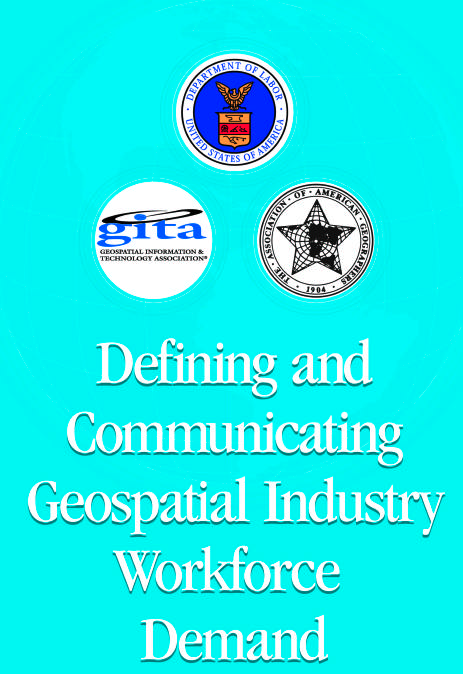 DEPARTMENT OF LABOR
UNITED STATES OF AMERICA
gita
GEOSPATIAL INFORMATION &
TECHNOLOGY ASSOCIATION®
THE · ASSOCIATION · OF · AMERICAN · GEOGRAPHERS
· 1904 ·
Defining and
Communicating
Geospatial Industry
Workforce
Demand